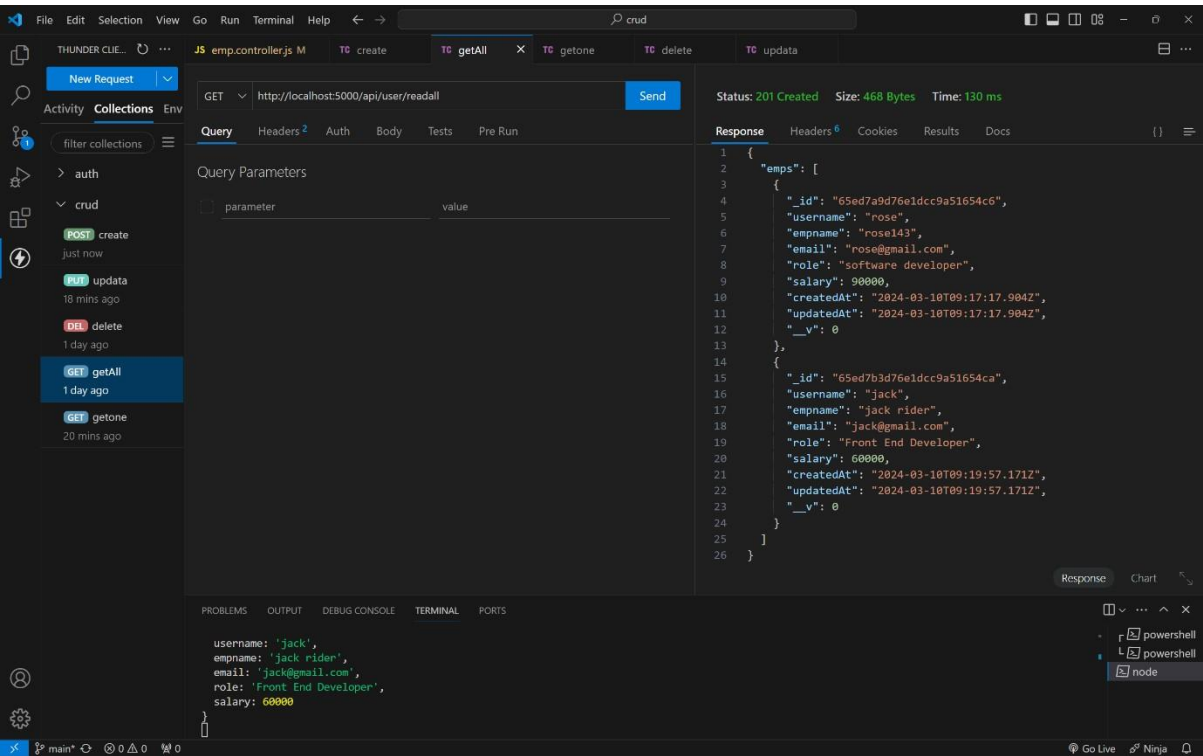 File Edit Selection View Go Run Terminal Help ← → crud
THUNDER CLIE... ···
JS emp.controller.js M TC create TC getAll × TC getone TC delete TC updata ···
New Request
Activity Collections Env
filter collections
auth
crud
POST create
just now
PUT updata
18 mins ago
DEL delete
1 day ago
GET getAll
1 day ago
GET getone
20 mins ago
GET http://localhost:5000/api/user/readall Send
Query Headers 2 Auth Body Tests Pre Run
Query Parameters
parameter value
Status: 201 Created Size: 468 Bytes Time: 130 ms
Response Headers 6 Cookies Results Docs {}
1 {
2 "emps": [
3 {
4 "_id": "65ed7a9d76e1dcc9a51654c6",
5 "username": "rose",
6 "empname": "rose143",
7 "email": "rose@gmail.com",
8 "role": "software developer",
9 "salary": 90000,
10 "createdAt": "2024-03-10T09:17:17.904Z",
11 "updatedAt": "2024-03-10T09:17:17.904Z",
12 "__v": 0
13 },
14 {
15 "_id": "65ed7b3d76e1dcc9a51654ca",
16 "username": "jack",
17 "empname": "jack rider",
18 "email": "jack@gmail.com",
19 "role": "Front End Developer",
20 "salary": 60000,
21 "createdAt": "2024-03-10T09:19:57.171Z",
22 "updatedAt": "2024-03-10T09:19:57.171Z",
23 "__v": 0
24 }
25 ]
26 }
Response Chart
PROBLEMS OUTPUT DEBUG CONSOLE TERMINAL PORTS
username: 'jack',
empname: 'jack rider',
email: 'jack@gmail.com',
role: 'Front End Developer',
salary: 60000
}
powershell
powershell
node
1
main* 0 0 0 Go Live Ninja